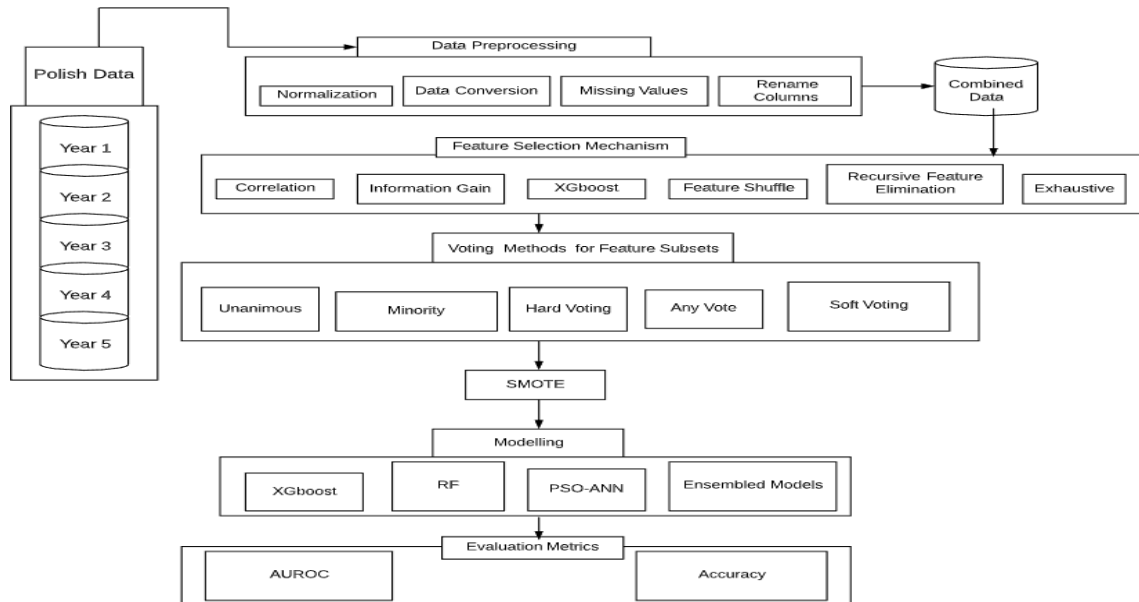 Polish Data
Year 1
Year 2
Year 3
Year 4
Year 5
Data Preprocessing
Normalization
Data Conversion
Missing Values
Rename
Columns
Combined
Data
Feature Selection Mechanism
Correlation
Information Gain
XGboost
Feature Shuffle
Recursive Feature
Elimination
Exhaustive
Voting Methods for Feature Subsets
Unanimous
Minority
Hard Voting
Any Vote
Soft Voting
SMOTE
Modelling
XGboost
RF
PSO-ANN
Ensembled Models
Evaluation Metrics
AUROC
Accuracy